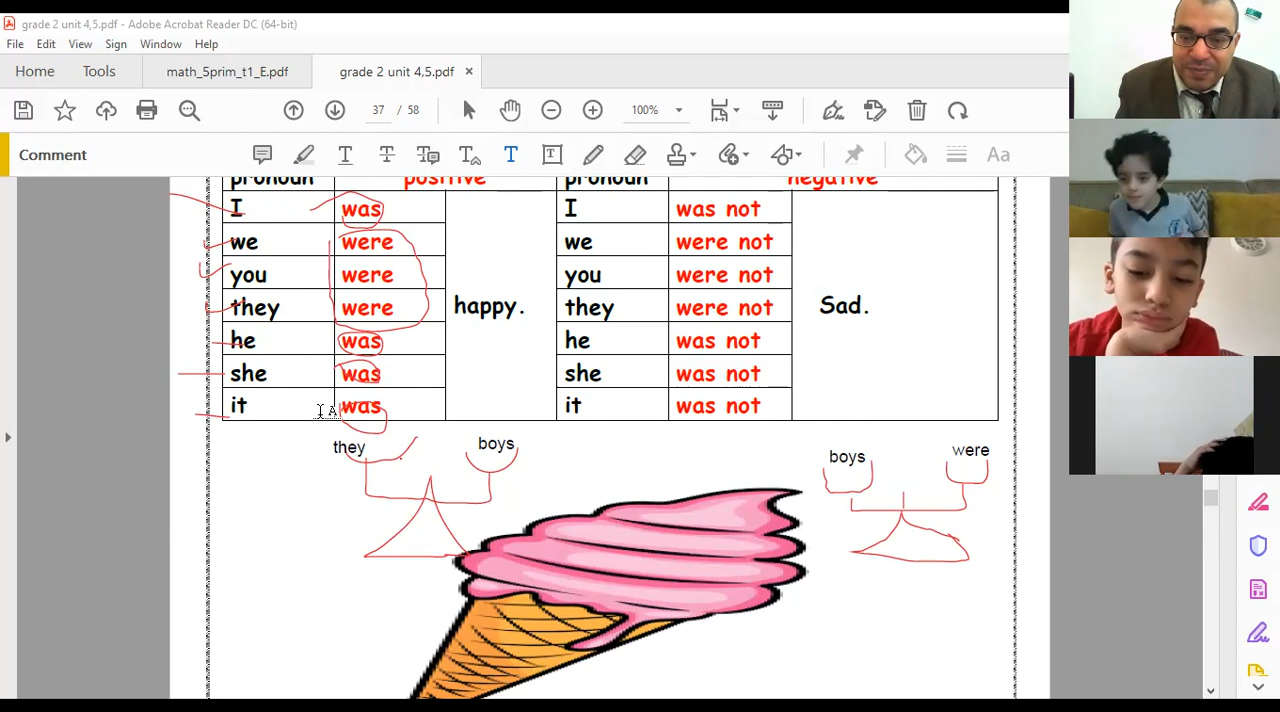 grade 2 unit 4,5.pdf - Adobe Acrobat Reader DC (64-bit)
File Edit View Sign Window Help
Home Tools math_5prim_t1_E.pdf grade 2 unit 4,5.pdf ×
37 / 58 100%
Comment Aa
pronoun positive pronoun negative
I was I was not
we were we were not
you were you were not
they were happy. they were not Sad.
he was he was not
she was she was not
it was it was not
they boys boys were